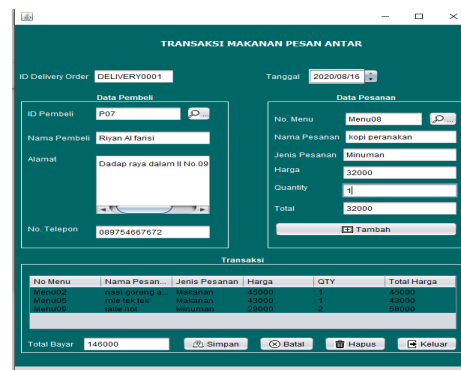 TRANSAKSI MAKANAN PESAN ANTAR
ID Delivery Order DELIVERY0001
Tanggal 2020/08/16
Data Pembeli
ID Pembeli P07 ...
Nama Pembeli Riyan Al farisi
Alamat Dadap raya dalam II No.09
No. Telepon 089754667672
Data Pesanan
No. Menu Menu08 ...
Nama Pesanan kopi peranakan
Jenis Pesanan Minuman
Harga 32000
Quantity 1
Total 32000
Tambah
Transaksi
No Menu Nama Pesan... Jenis Pesanan Harga QTY Total Harga
Menu02 nasi goreng a... Makanan 45000 1 45000
Menu05 mie tek tek Makanan 43000 1 43000
Menu09 latte hot Minuman 29000 2 58000
Total Bayar 146000 Simpan Batal Hapus Keluar